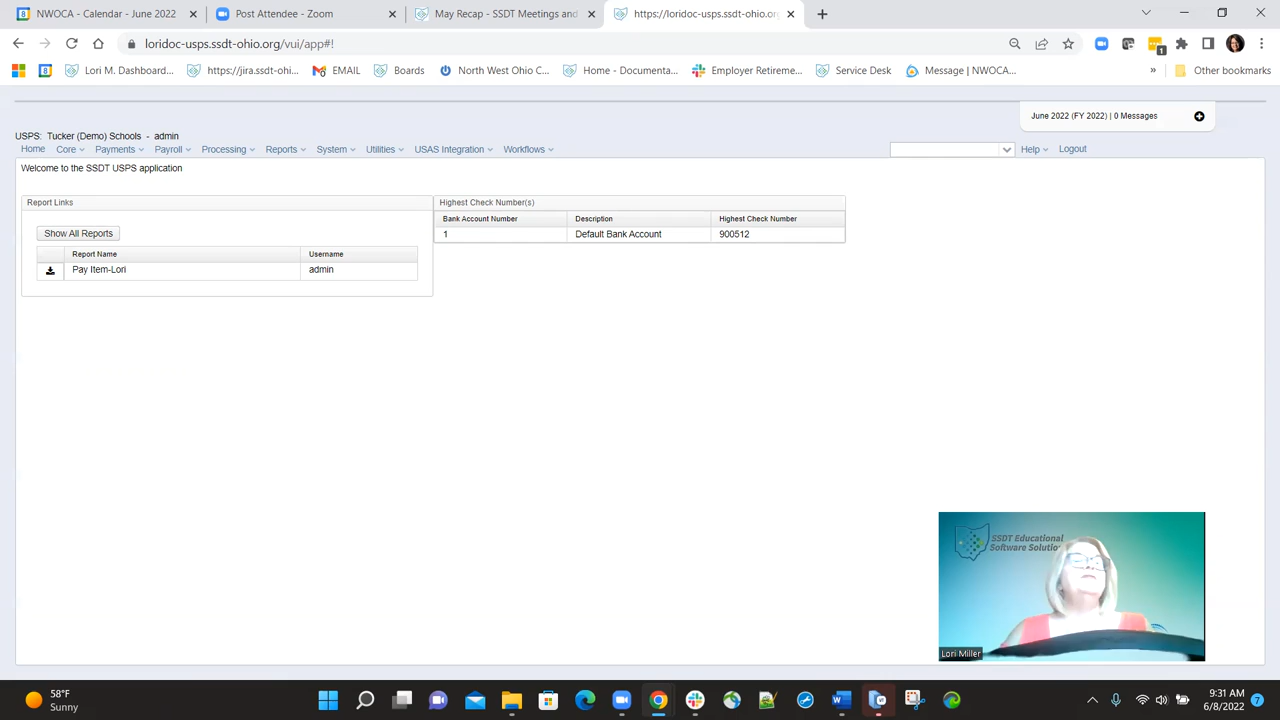 NWOCA - Calendar - June 2022
Post Attendee - Zoom
May Recap - SSDT Meetings and
https://loridoc-usps.ssdt-ohio.org
loridoc-usps.ssdt-ohio.org/vui/app#!
1
Lori M. Dashboard...
https://jira.ssdt-ohi...
EMAIL
Boards
North West Ohio C...
Home - Documenta...
Employer Retireme...
Service Desk
Message | NWOCA...
»
Other bookmarks
June 2022 (FY 2022) | 0 Messages
USPS: Tucker (Demo) Schools - admin
Home Core Payments Payroll Processing Reports System Utilities USAS Integration Workflows Help Logout
Welcome to the SSDT USPS application
Report Links
Highest Check Number(s)
Bank Account Number Description Highest Check Number
1 Default Bank Account 900512
Show All Reports
Report Name Username
Pay Item-Lori admin
SSDT Educational
Software Solutio
Lori Miller
58°F
Sunny
9:31 AM
6/8/2022
7